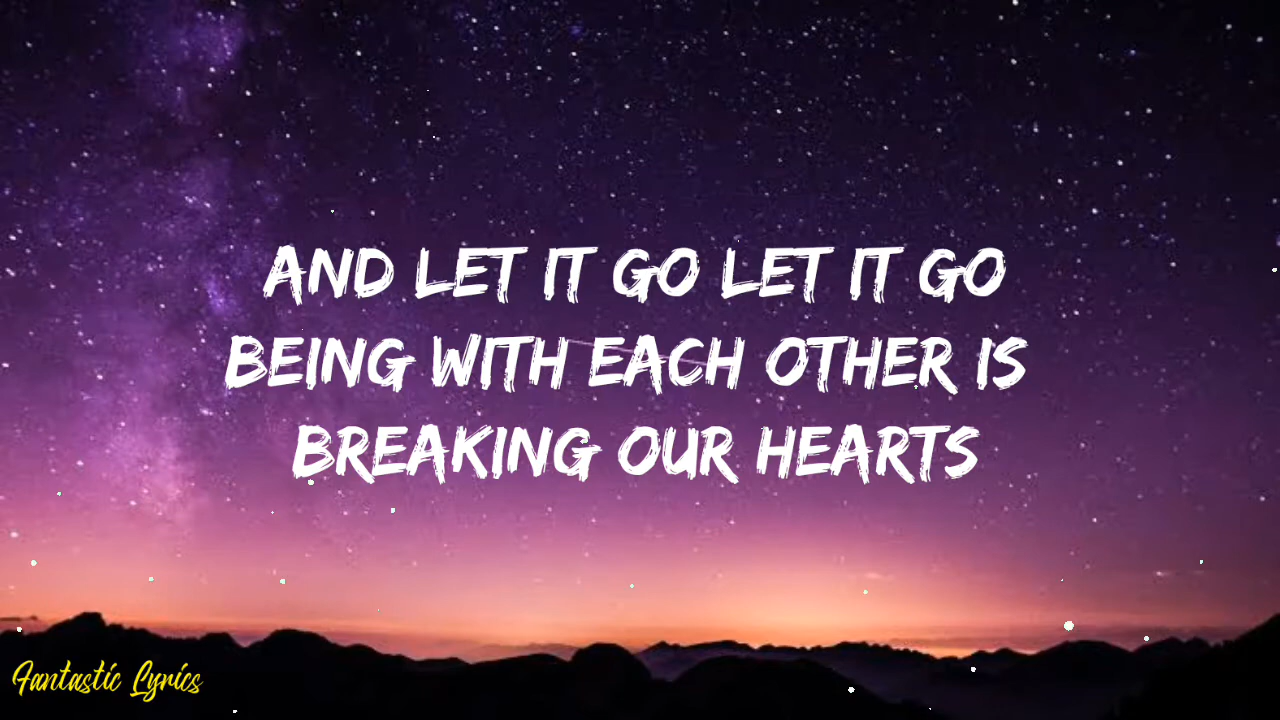 AND LET IT GO LET IT GO
BEING WITH EACH OTHER IS
BREAKING OUR HEARTS
Fantastic Lyrics